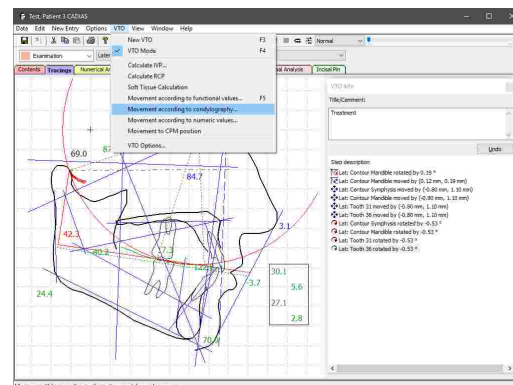 Test, Patient 3 CADIAS
Date Edit New Entry Options VTO View Window Help
Normal
Examination
Contents Tracings Numerical
al Analysis Incisal Pin
New VTO F3
VTO Mode F4
Calculate IVP...
Calculate RCP
Soft Tissue Calculation
Movement according to functional values... F5
Movement according to condylography...
Movement according to numeric values...
Movement to CPM position
VTO Options...
VTO Info
Title/Comment:
Treatment
Undo
Step description
Lat: Contour Mandible rotated by 0.19 °
Lat: Contour Mandible moved by (0.12 mm, 0.19 mm)
Lat: Contour Symphysis moved by (-0.80 mm, 1.10 mm)
Lat: Contour Mandible moved by (-0.80 mm, 1.10 mm)
Lat: Tooth 31 moved by (-0.80 mm, 1.10 mm)
Lat: Tooth 36 moved by (-0.80 mm, 1.10 mm)
Lat: Contour Symphysis rotated by -0.53 °
Lat: Contour Mandible rotated by -0.53 °
Lat: Tooth 31 rotated by -0.53 °
Lat: Tooth 36 rotated by -0.53 °
69.0
87
84.7
3.1
42.3
40.2
-7.3
122
-3.7
24.4
70.
30.1
5.6
27.1
2.8